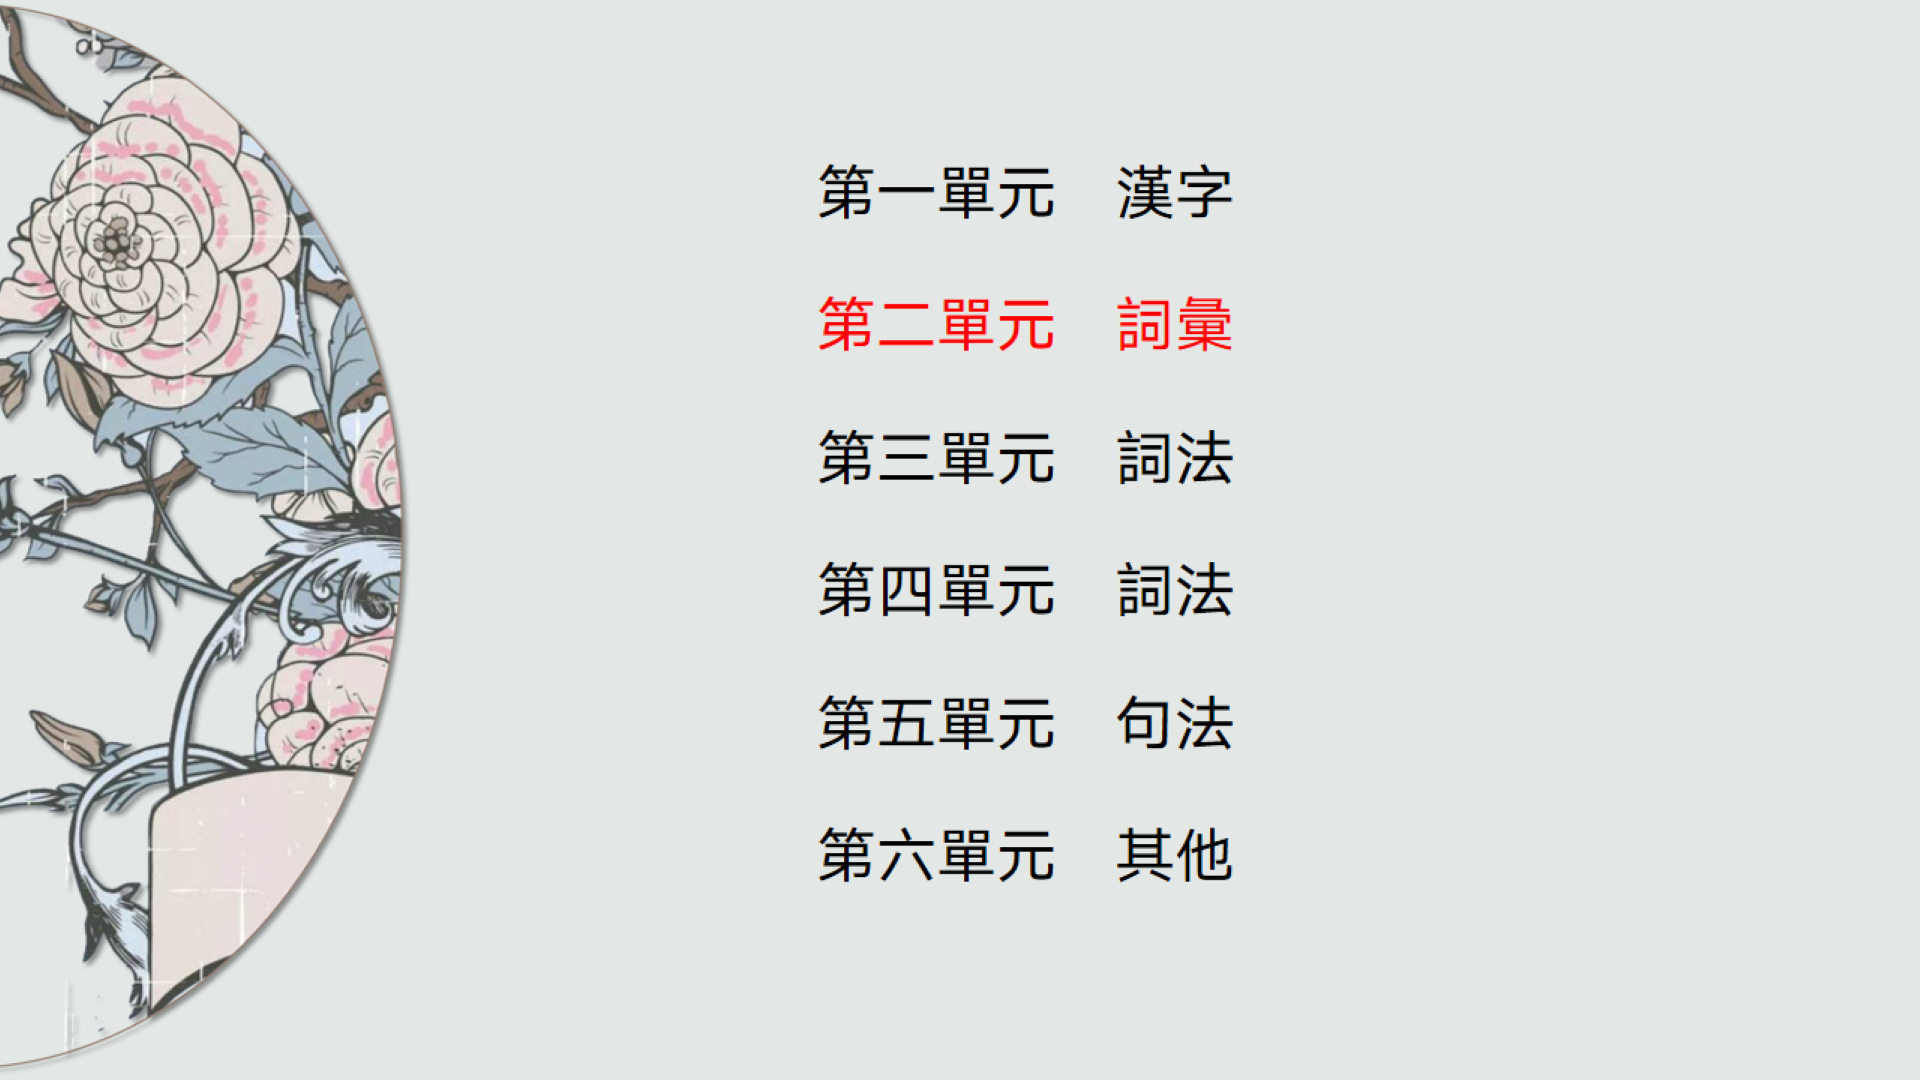 第一單元　漢字
第二單元　詞彙
第三單元　詞法
第四單元　詞法
第五單元　句法
第六單元　其他